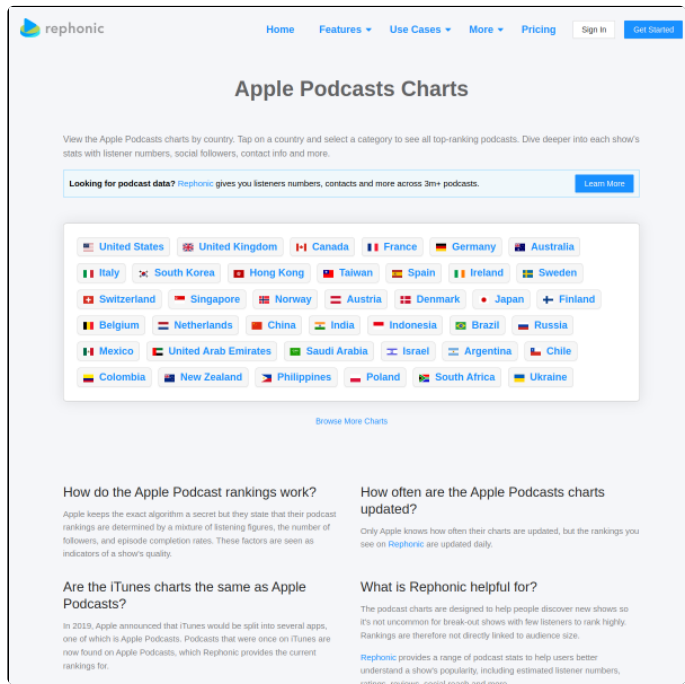 rephonic
Home Features Use Cases More Pricing Sign In Get Started
Apple Podcasts Charts
View the Apple Podcasts charts by country. Tap on a country and select a category to see all top-ranking podcasts. Dive deeper into each show's
stats with listener numbers, social followers, contact info and more.
Looking for podcast data? Rephonic gives you listeners numbers, contacts and more across 3m+ podcasts. Learn More
United States United Kingdom Canada France Germany Australia
Italy South Korea Hong Kong Taiwan Spain Ireland Sweden
Switzerland Singapore Norway Austria Denmark Japan Finland
Belgium Netherlands China India Indonesia Brazil Russia
Mexico United Arab Emirates Saudi Arabia Israel Argentina Chile
Colombia New Zealand Philippines Poland South Africa Ukraine
Browse More Charts
How do the Apple Podcast rankings work?
Apple keeps the exact algorithm a secret but they state that their podcast
rankings are determined by a mixture of listening figures, the number of
followers, and episode completion rates. These factors are seen as
indicators of a show's quality.
How often are the Apple Podcasts charts
updated?
Only Apple knows how often their charts are updated, but the rankings you
see on Rephonic are updated daily.
Are the iTunes charts the same as Apple
Podcasts?
In 2019, Apple announced that iTunes would be split into several apps,
one of which is Apple Podcasts. Podcasts that were once on iTunes are
now found on Apple Podcasts, which Rephonic provides the current
rankings for.
What is Rephonic helpful for?
The podcast charts are designed to help people discover new shows so
it's not uncommon for break-out shows with few listeners to rank highly.
Rankings are therefore not directly linked to audience size.
Rephonic provides a range of podcast stats to help users better
understand a show's popularity, including estimated listener numbers,
ratings, reviews, social reach and more.